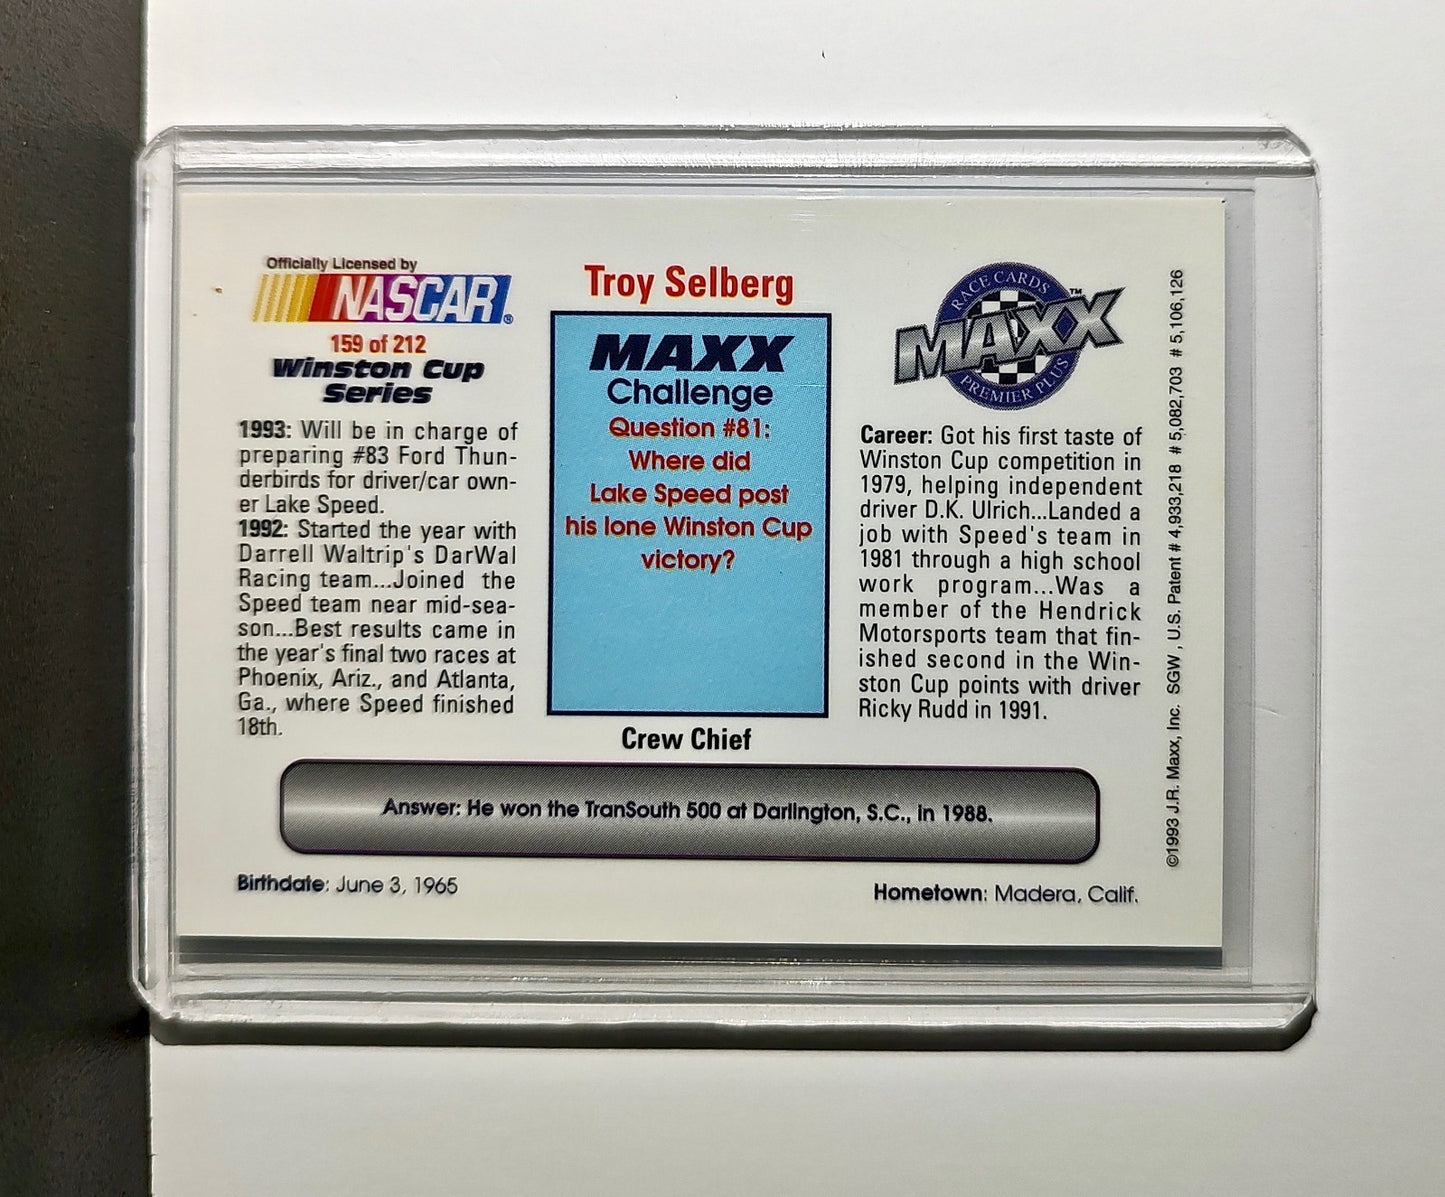 Officially Licensed by
NASCAR®
159 of 212
Winston Cup
Series
1993: Will be in charge of
preparing #83 Ford Thun-
derbirds for driver/car own-
er Lake Speed.
1992: Started the year with
Darrell Waltrip's DarWal
Racing team...Joined the
Speed team near mid-sea-
son...Best results came in
the year's final two races at
Phoenix, Ariz., and Atlanta,
Ga., where Speed finished
18th.
Troy Selberg
MAXX
Challenge
Question #81:
Where did
Lake Speed post
his lone Winston Cup
victory?
Crew Chief
RACE CARDS
MAXX™
PREMIER PLUS
Career: Got his first taste of
Winston Cup competition in
1979, helping independent
driver D.K. Ulrich...Landed a
job with Speed's team in
1981 through a high school
work program...Was a
member of the Hendrick
Motorsports team that fin-
ished second in the Win-
ston Cup points with driver
Ricky Rudd in 1991.
Answer: He won the TranSouth 500 at Darlington, S.C., in 1988.
Birthdate: June 3, 1965
Hometown: Madera, Calif.
©1993 J.R. Maxx, Inc. SGW , U.S. Patent # 4,933,218 # 5,082,703 # 5,106,126